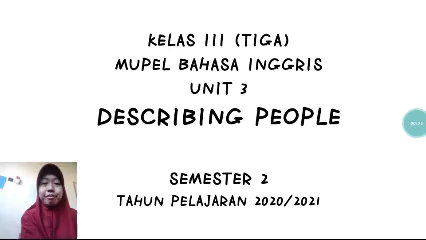 KELAS III (TIGA)
MUPEL BAHASA INGGRIS
UNIT 3
DESCRIBING PEOPLE
SEMESTER 2
TAHUN PELAJARAN 2020/2021